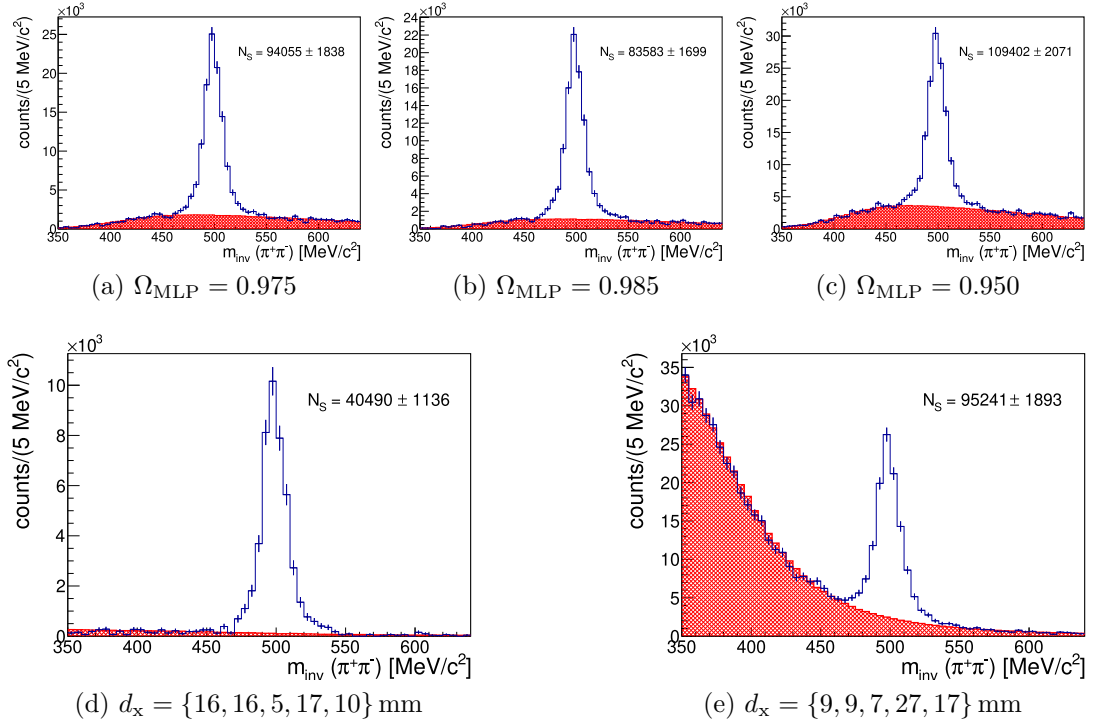 ×10³
25
20
15
10
5
0
counts/(5 MeV/c²)
N_S = 94055 ± 1838
350 400 450 500 550 600
m_inv (π⁺π⁻) [MeV/c²]
(a) Ω_MLP = 0.975
×10³
24
22
20
18
16
14
12
10
8
6
4
2
0
counts/(5 MeV/c²)
N_S = 83583 ± 1699
350 400 450 500 550 600
m_inv (π⁺π⁻) [MeV/c²]
(b) Ω_MLP = 0.985
×10³
30
25
20
15
10
5
0
counts/(5 MeV/c²)
N_S = 109402 ± 2071
350 400 450 500 550 600
m_inv (π⁺π⁻) [MeV/c²]
(c) Ω_MLP = 0.950
×10³
10
8
6
4
2
0
counts/(5 MeV/c²)
N_S = 40490 ± 1136
350 400 450 500 550 600
m_inv (π⁺π⁻) [MeV/c²]
(d) d_x = {16, 16, 5, 17, 10} mm
×10³
35
30
25
20
15
10
5
0
counts/(5 MeV/c²)
N_S = 95241 ± 1893
350 400 450 500 550 600
m_inv (π⁺π⁻) [MeV/c²]
(e) d_x = {9, 9, 7, 27, 17} mm